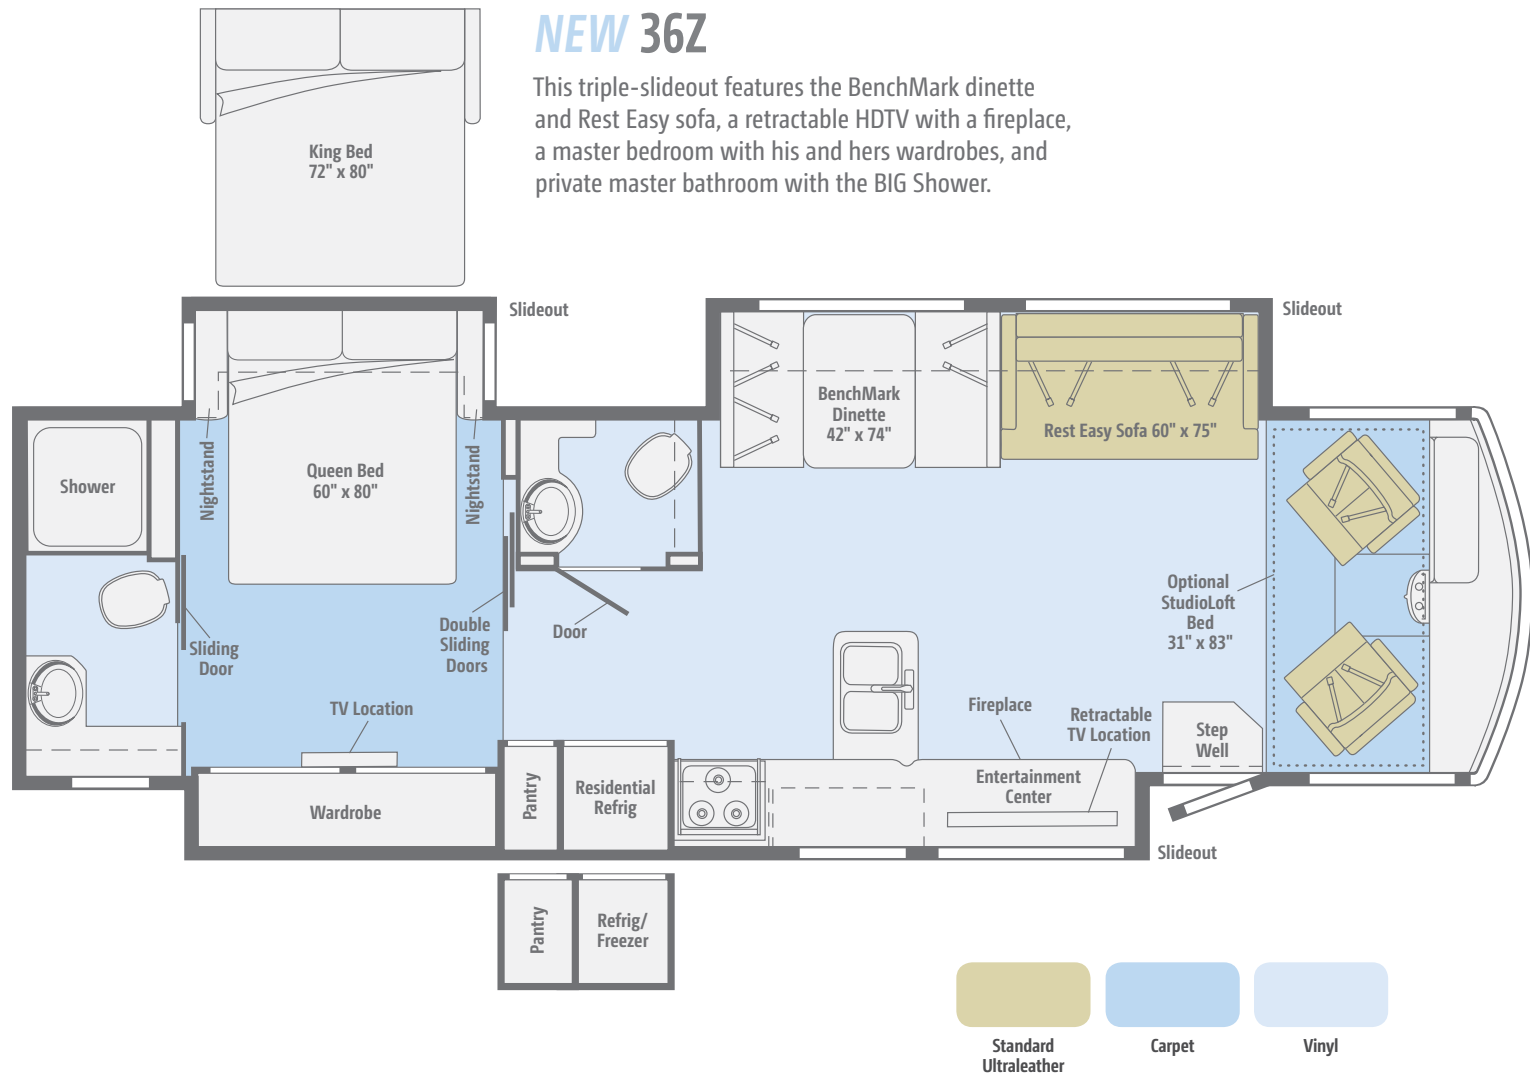 NEW 36Z
This triple-slideout features the BenchMark dinette
and Rest Easy sofa, a retractable HDTV with a fireplace,
a master bedroom with his and hers wardrobes, and
private master bathroom with the BIG Shower.
King Bed
72" x 80"
Slideout
Slideout
BenchMark
Dinette
42" x 74"
Rest Easy Sofa 60" x 75"
Shower
Nightstand
Queen Bed
60" x 80"
Nightstand
Optional
StudioLoft
Bed
31" x 83"
Sliding
Door
Double
Sliding
Doors
Door
TV Location
Fireplace
Retractable
TV Location
Step
Well
Wardrobe
Pantry
Residential
Refrig
Entertainment
Center
Slideout
Pantry
Refrig/
Freezer
Standard
Ultraleather
Carpet
Vinyl